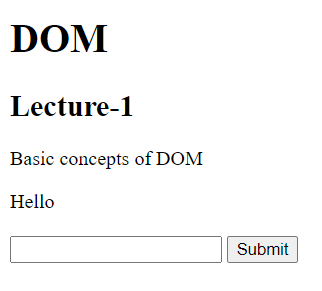 DOM
Lecture-1
Basic concepts of DOM
Hello
Submit